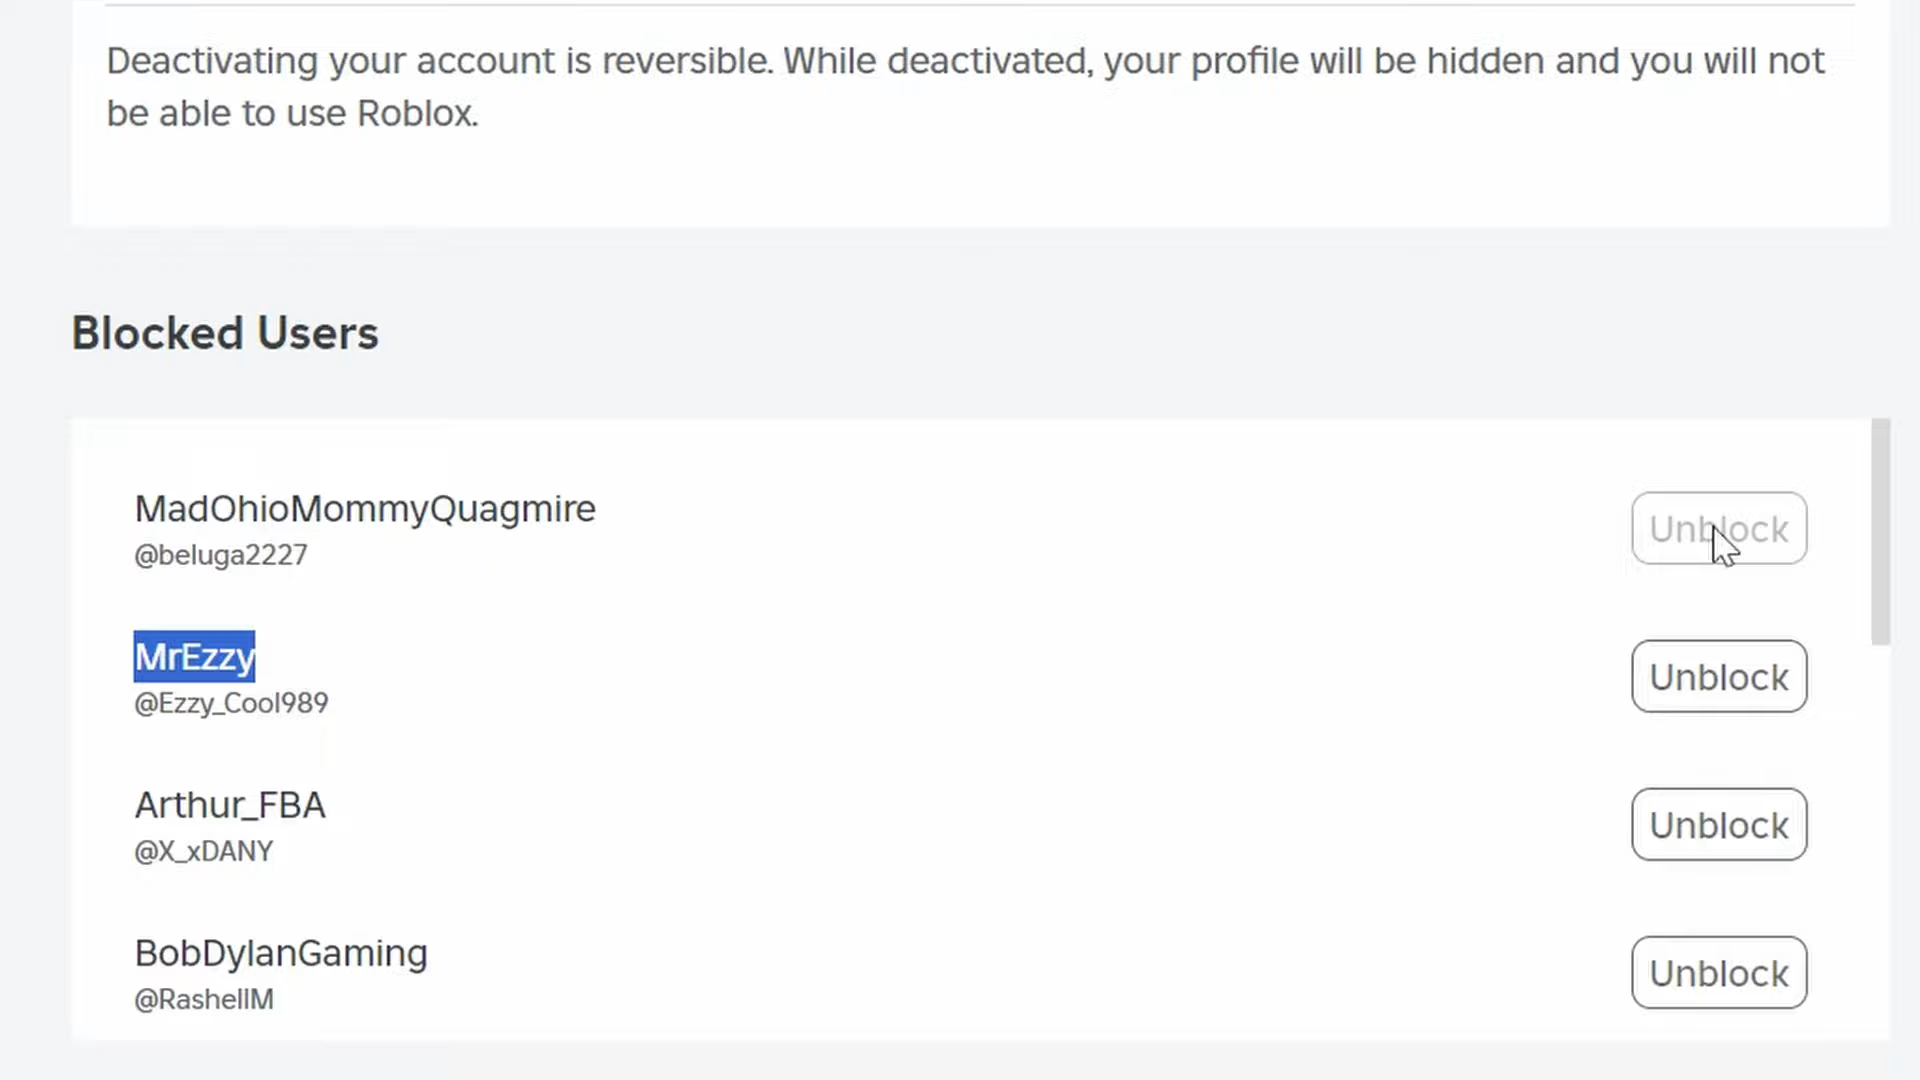 Deactivating your account is reversible. While deactivated, your profile will be hidden and you will not
be able to use Roblox.
Blocked Users
MadOhioMommyQuagmire
@beluga2227
Unblock
MrEzzy
@Ezzy_Cool989
Unblock
Arthur_FBA
@X_xDANY
Unblock
BobDylanGaming
@RashellM
Unblock